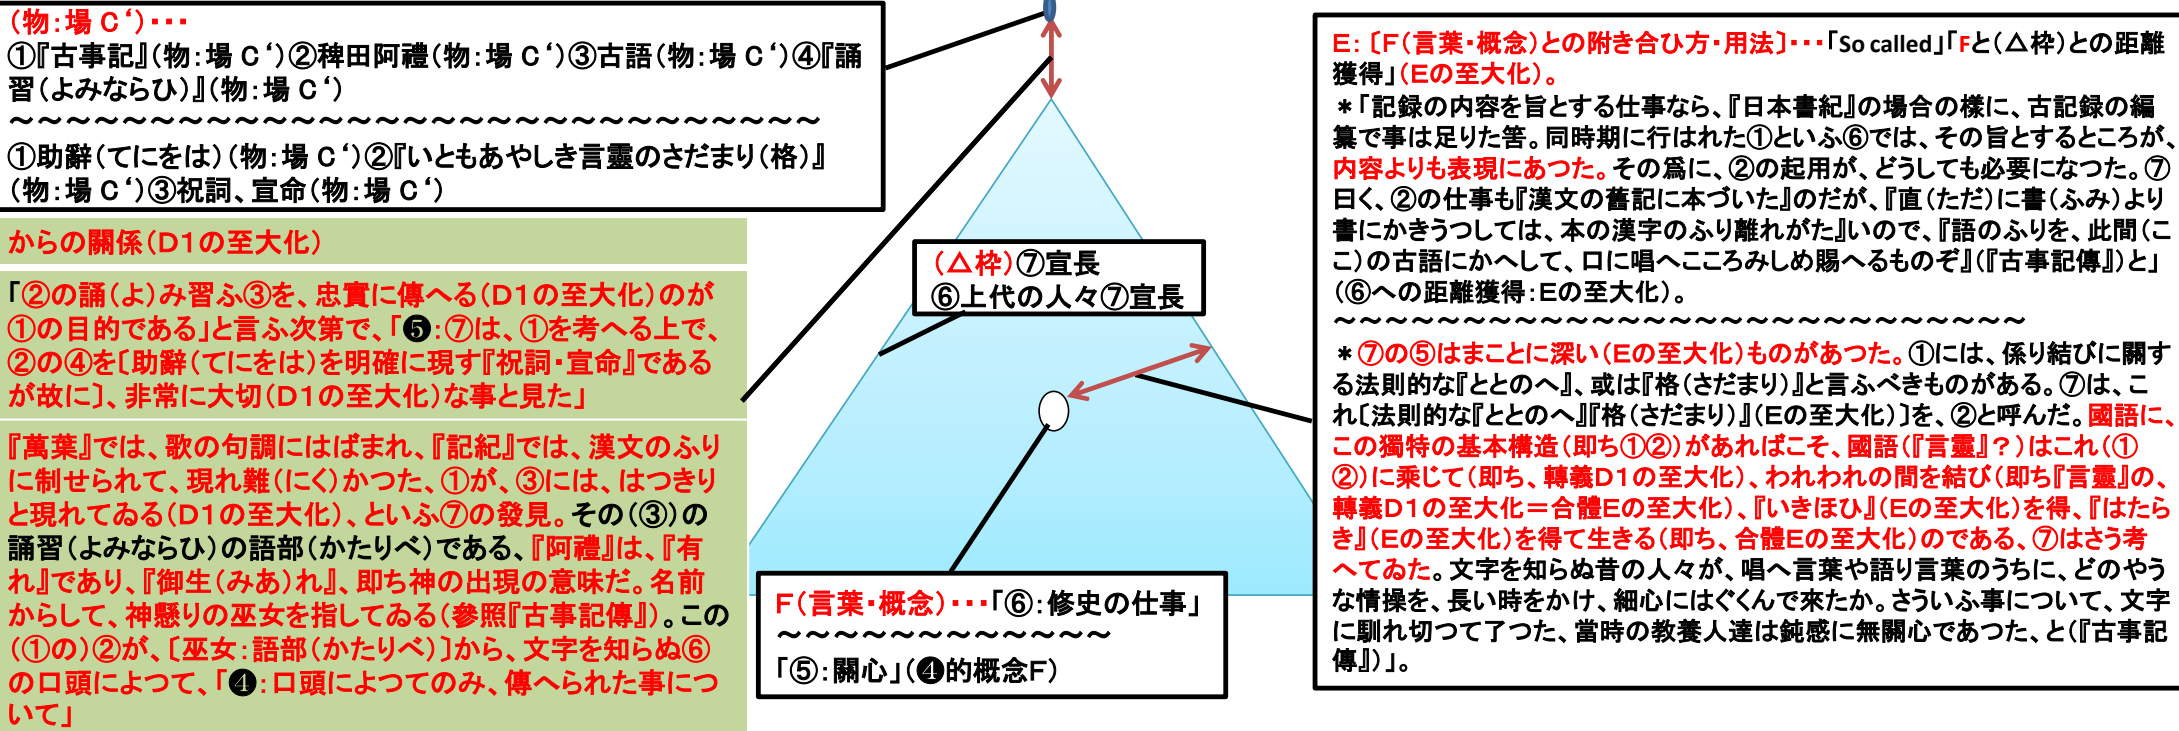 (物:場 C‘)･･･
①『古事記』(物:場 C‘)②稗田阿禮(物:場 C‘)③古語(物:場 C‘)④『誦
習(よみならひ)』(物:場 C‘)
～～～～～～～～～～～～～～～～～～～～～～～～～～～～～
①助辭(てにをは)(物:場 C‘)②『いともあやしき言靈のさだまり(格)』
(物:場 C‘)③祝詞、宣命(物:場 C‘)
からの關係(D1の至大化)
「②の誦(よ)み習ふ③を、忠實に傳へる(D1の至大化)のが
①の目的である」と言ふ次第で、「❺:⑦は、①を考へる上で、
②の④を〔助辭(てにをは)を明確に現す『祝詞・宣命』である
が故に〕、非常に大切(D1の至大化)な事と見た」
『萬葉』では、歌の句調にはばまれ、『記紀』では、漢文のふり
に制せられて、現れ難(にく)かつた、①が、③には、はつきり
と現れてゐる(D1の至大化)、といふ⑦の發見。その(③)の
誦習(よみならひ)の語部(かたりべ)である、『阿禮』は、『有
れ』であり、『御生(みあ)れ』、即ち神の出現の意味だ。名前
からして、神懸りの巫女を指してゐる(參照『古事記傳』)。この
(①の)②が、〔巫女:語部(かたりべ)〕から、文字を知らぬ⑥
の口頭によつて、「❹:口頭によつてのみ、傳へられた事につ
いて」
(△枠)⑦宣長
⑥上代の人々⑦宣長
F(言葉・概念)･･･「⑥:修史の仕事」
～～～～～～～～～～～～
「⑤:關心」(❹的概念F)
E:〔F(言葉・概念)との附き合ひ方・用法〕･･･「So called」「Fと(△枠)との距離
獲得」(Eの至大化)。
＊「記録の内容を旨とする仕事なら、『日本書紀』の場合の樣に、古記録の編
纂で事は足りた筈。同時期に行はれた①といふ⑥では、その旨とするところが、
内容よりも表現にあつた。その爲に、②の起用が、どうしても必要になつた。⑦
曰く、②の仕事も『漢文の舊記に本づいた』のだが、『直(ただ)に書(ふみ)より
書にかきうつしては、本の漢字のふり離れがた』いので、『語のふりを、此間(こ
こ)の古語にかへして、口に唱へこころみしめ賜へるものぞ』(『古事記傳』)と」
(⑥への距離獲得:Eの至大化)。
～～～～～～～～～～～～～～～～～～～～～～～～～～～
＊⑦の⑤はまことに深い(Eの至大化)ものがあつた。①には、係り結びに關す
る法則的な『ととのへ』、或は『格(さだまり)』と言ふべきものがある。⑦は、こ
れ〔法則的な『ととのへ』『格(さだまり)』(Eの至大化)〕を、②と呼んだ。國語に、
この獨特の基本構造(即ち①②)があればこそ、國語(『言靈』?)はこれ(①
②)に乘じて(即ち、轉義D1の至大化)、われわれの間を結び(即ち『言靈』の、
轉義D1の至大化=合體Eの至大化)、『いきほひ』(Eの至大化)を得、『はたら
き』(Eの至大化)を得て生きる(即ち、合體Eの至大化)のである、⑦はさう考
へてゐた。文字を知らぬ昔の人々が、唱へ言葉や語り言葉のうちに、どのやう
な情操を、長い時をかけ、細心にはぐくんで來たか。さういふ事について、文字
に馴れ切つて了つた、當時の教養人達は鈍感に無關心であつた、と(『古事記
傳』)」。